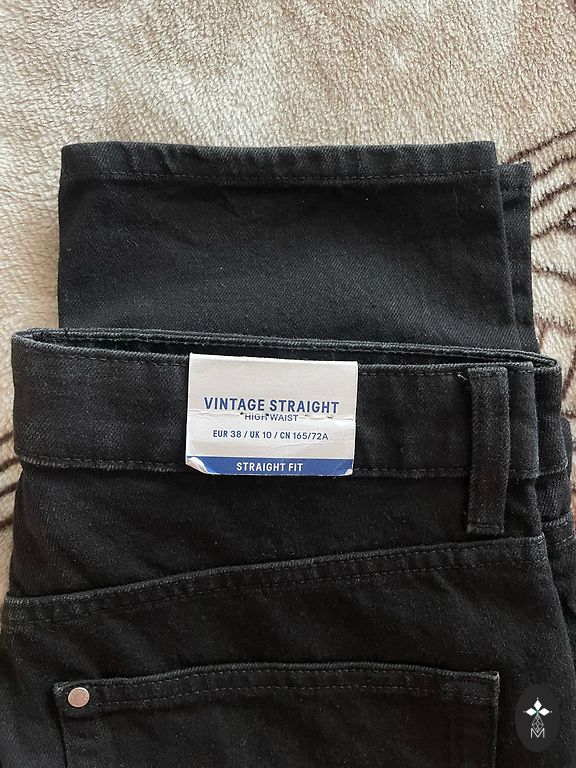 VINTAGE STRAIGHT
HIGH WAIST
EUR 38 / UK 10 / CN 165/72A
STRAIGHT FIT
M